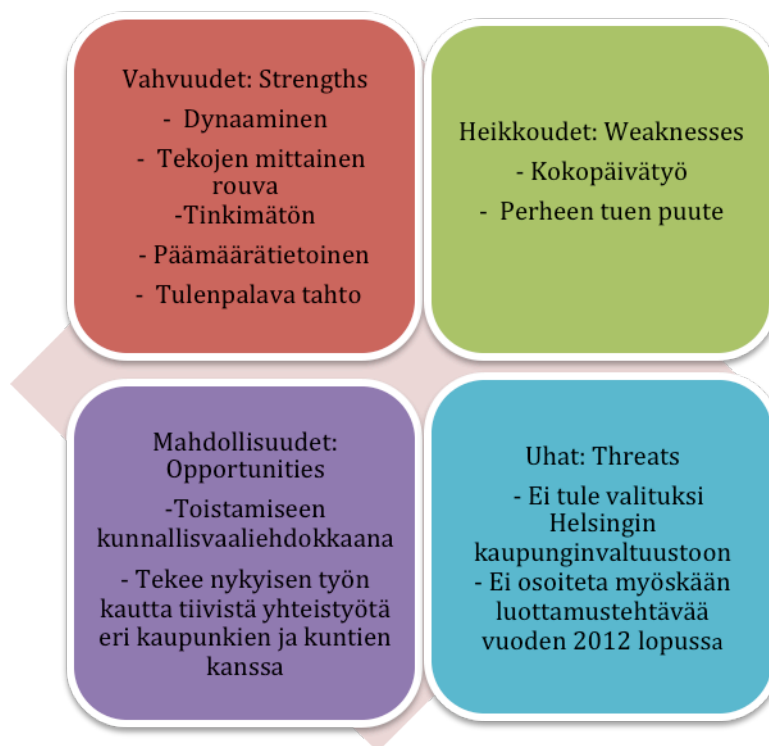 Vahvuudet: Strengths
- Dynaaminen
- Tekojen mittainen
rouva
-Tinkimätön
- Päämäärätietoinen
- Tulenpalava tahto
Heikkoudet: Weaknesses
- Kokopäivätyö
- Perheen tuen puute
Mahdollisuudet:
Opportunities
-Toistamiseen
kunnallisvaaliehdokkaana
- Tekee nykyisen työn
kautta tiivistä yhteistyötä
eri kaupunkien ja kuntien
kanssa
Uhat: Threats
- Ei tule valituksi
Helsingin
kaupunginvaltuustoon
- Ei osoiteta myöskään
luottamustehtävää
vuoden 2012 lopussa